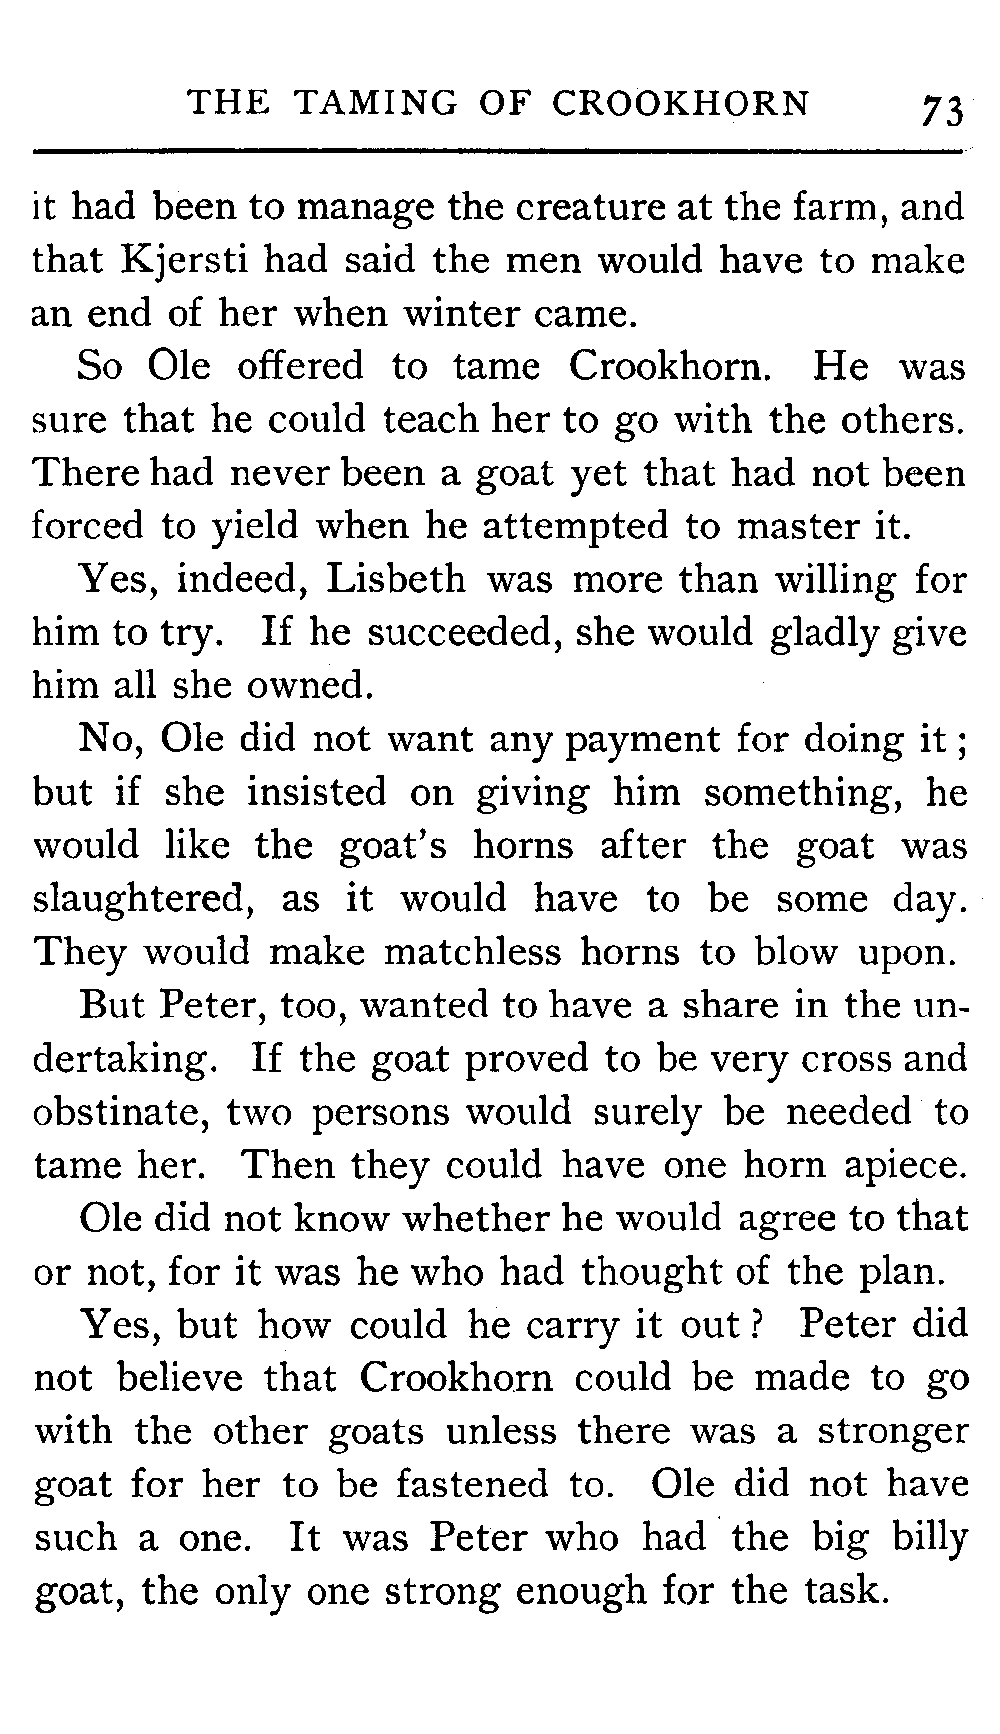 THE TAMING OF CROOKHORN 73
it had been to manage the creature at the farm, and
that Kjersti had said the men would have to make
an end of her when winter came.
So Ole offered to tame Crookhorn. He was
sure that he could teach her to go with the others.
There had never been a goat yet that had not been
forced to yield when he attempted to master it.
Yes, indeed, Lisbeth was more than willing for
him to try. If he succeeded, she would gladly give
him all she owned.
No, Ole did not want any payment for doing it;
but if she insisted on giving him something, he
would like the goat's horns after the goat was
slaughtered, as it would have to be some day.
They would make matchless horns to blow upon.
But Peter, too, wanted to have a share in the un-
dertaking. If the goat proved to be very cross and
obstinate, two persons would surely be needed to
tame her. Then they could have one horn apiece.
Ole did not know whether he would agree to that
or not, for it was he who had thought of the plan.
Yes, but how could he carry it out? Peter did
not believe that Crookhorn could be made to go
with the other goats unless there was a stronger
goat for her to be fastened to. Ole did not have
such a one. It was Peter who had the big billy
goat, the only one strong enough for the task.